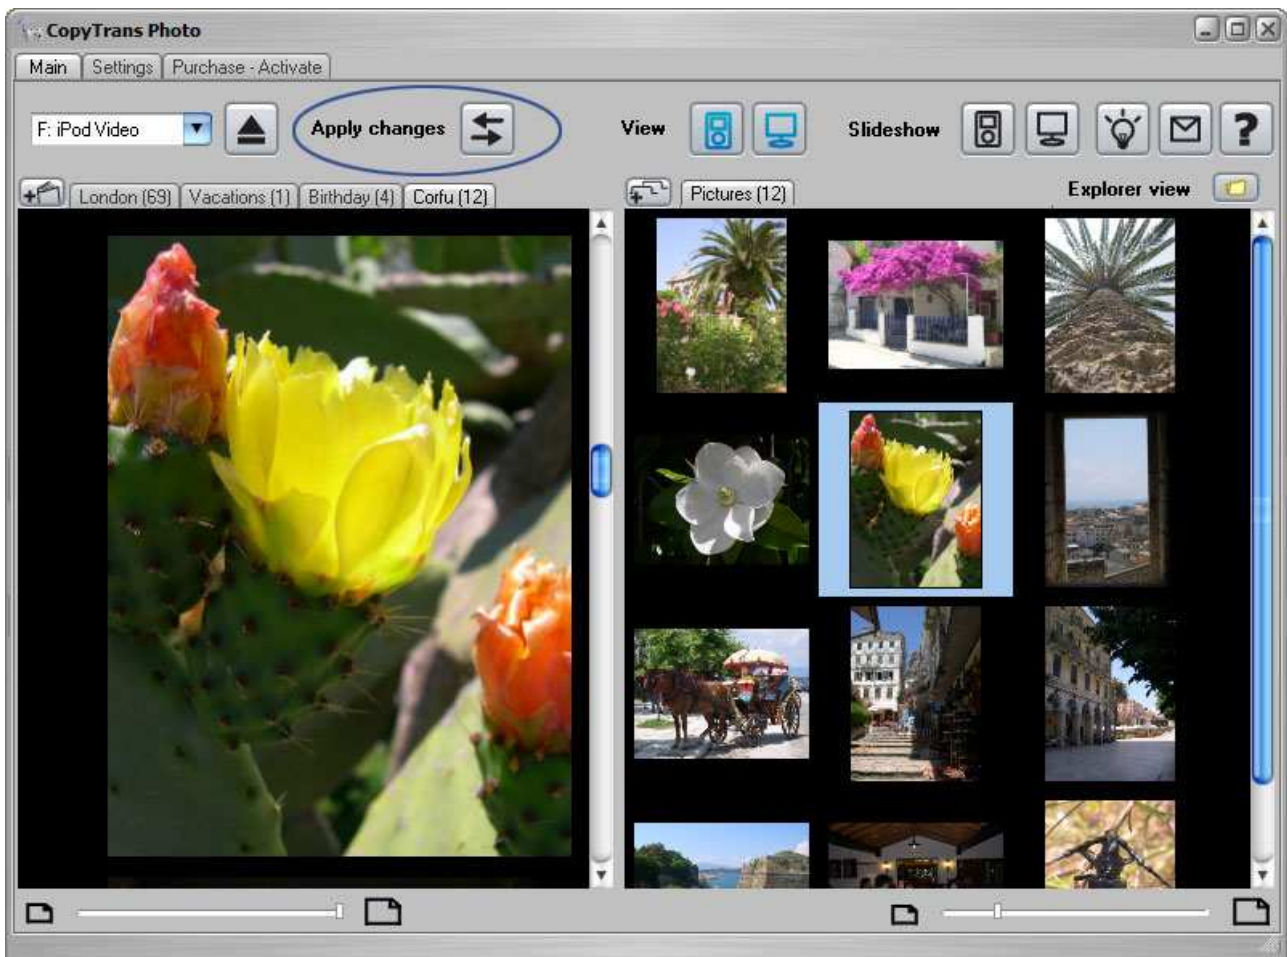 CopyTrans Photo
Main Settings Purchase - Activate
F: iPod Video Apply changes View Slideshow ?
London (69) Vacations (1) Birthday (4) Corfu (12) Pictures (12) Explorer view